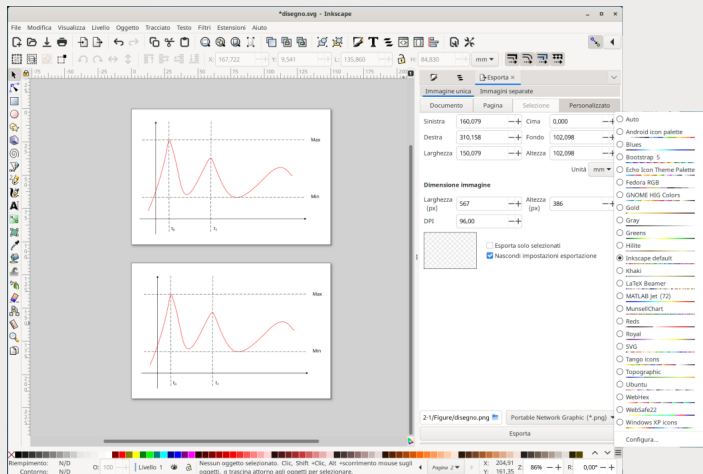 *disegno.svg - Inkscape
File Modifica Visualizza Livello Oggetto Tracciato Testo Filtri Estensioni Aiuto
X: 167,722 Y: 9,541 L: 135,860 H: 84,830 mm
Esporta
Immagine unica Immagini separate
Documento Pagina Selezione Personalizzato
Sinistra 160,079 Cima 0,000
Destra 310,158 Fondo 102,098
Larghezza 150,079 Altezza 102,098
Unità mm
Dimensione immagine
Larghezza (px) 567 Altezza (px) 386
DPI 96,00
Esporta solo selezionati
Nascondi impostazioni esportazione
2-1/Figure/disegno.png Portable Network Graphic (*.png)
Esporta
Max
Min
t₀ t₁
Max
Min
t₀ t₁
Auto
Android icon palette
Blues
Bootstrap 5
Echo Icon Theme Palette
Fedora RGB
GNOME HIG Colors
Gold
Gray
Greens
Hilite
Inkscape default
Khaki
LaTeX Beamer
MATLAB Jet (72)
MunsellChart
Reds
Royal
SVG
Tango icons
Topographic
Ubuntu
WebHex
WebSafe22
Windows XP icons
Configura...
Riempimento: N/D
Contorno: N/D
O: 100
Livello 1
Nessun oggetto selezionato. Clic, Shift +Clic, Alt +scorrimento mouse sugli
oggetti, o trascina attorno agli oggetti per selezionare.
Pagina 2
X: 204,91
Y: 161,35
Z: 86% R: 0,00°